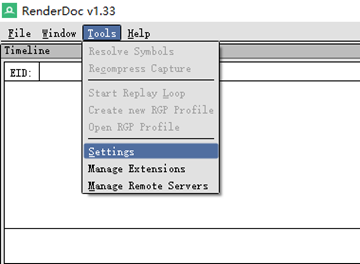 RenderDoc v1.33
File Window Tools Help
Timeline
EID:
Resolve Symbols
Regompress Capture
Start Replay Loop
Create new RGP Profile
Open RGP Profile
Settings
Manage Extensions
Manage Remote Servers